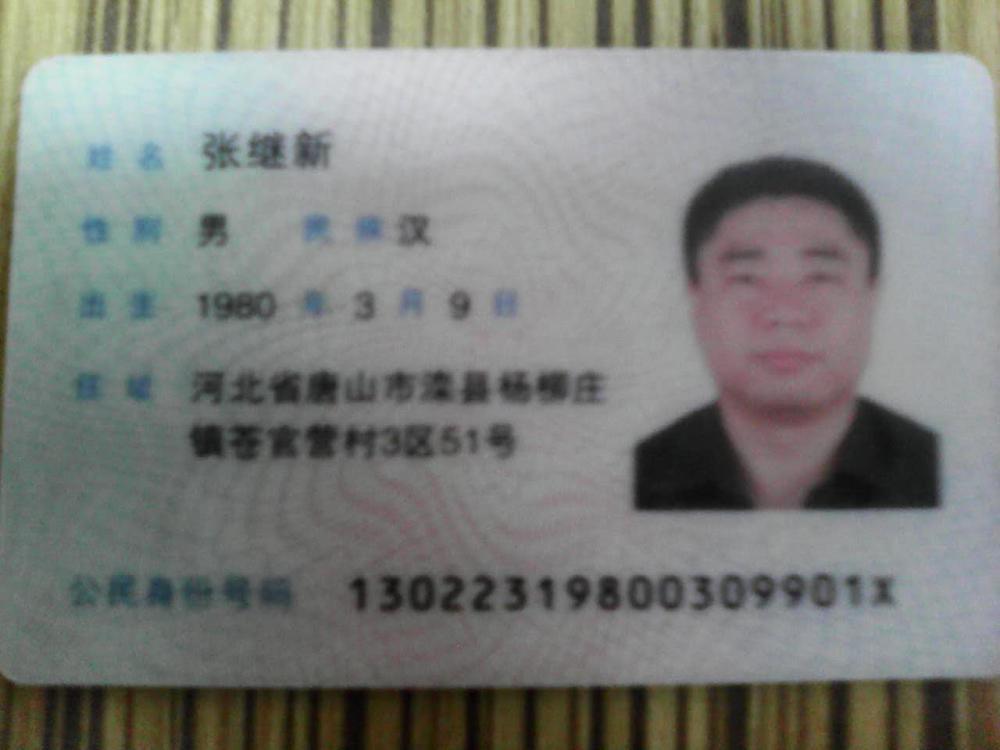 姓名 张继新
性别 男 民族 汉
出生 1980 年 3 月 9 日
住址 河北省唐山市滦县杨柳庄
镇苍官营村3区51号
公民身份号码 13022319800309901X